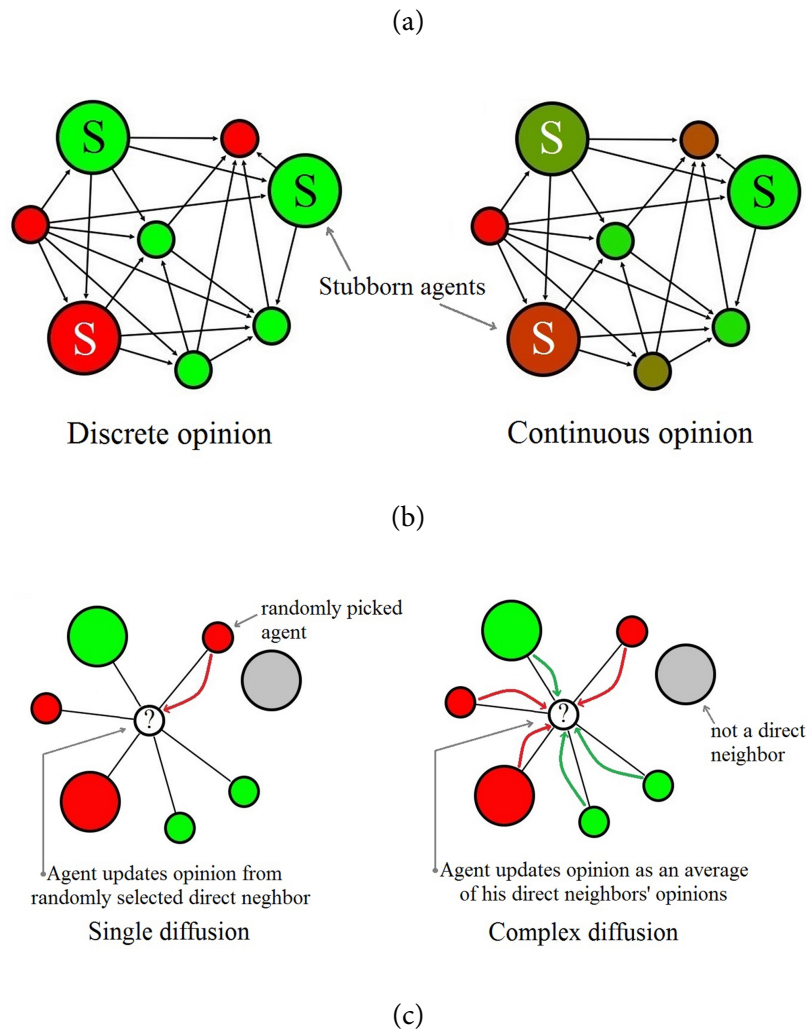 (a)
S
S
S
S
S
S
Stubborn agents
Discrete opinion
Continuous opinion
(b)
randomly picked
agent
?
Agent updates opinion from
randomly selected direct neghbor
Single diffusion
?
not a direct
neighbor
Agent updates opinion as an average
of his direct neighbors' opinions
Complex diffusion
(c)